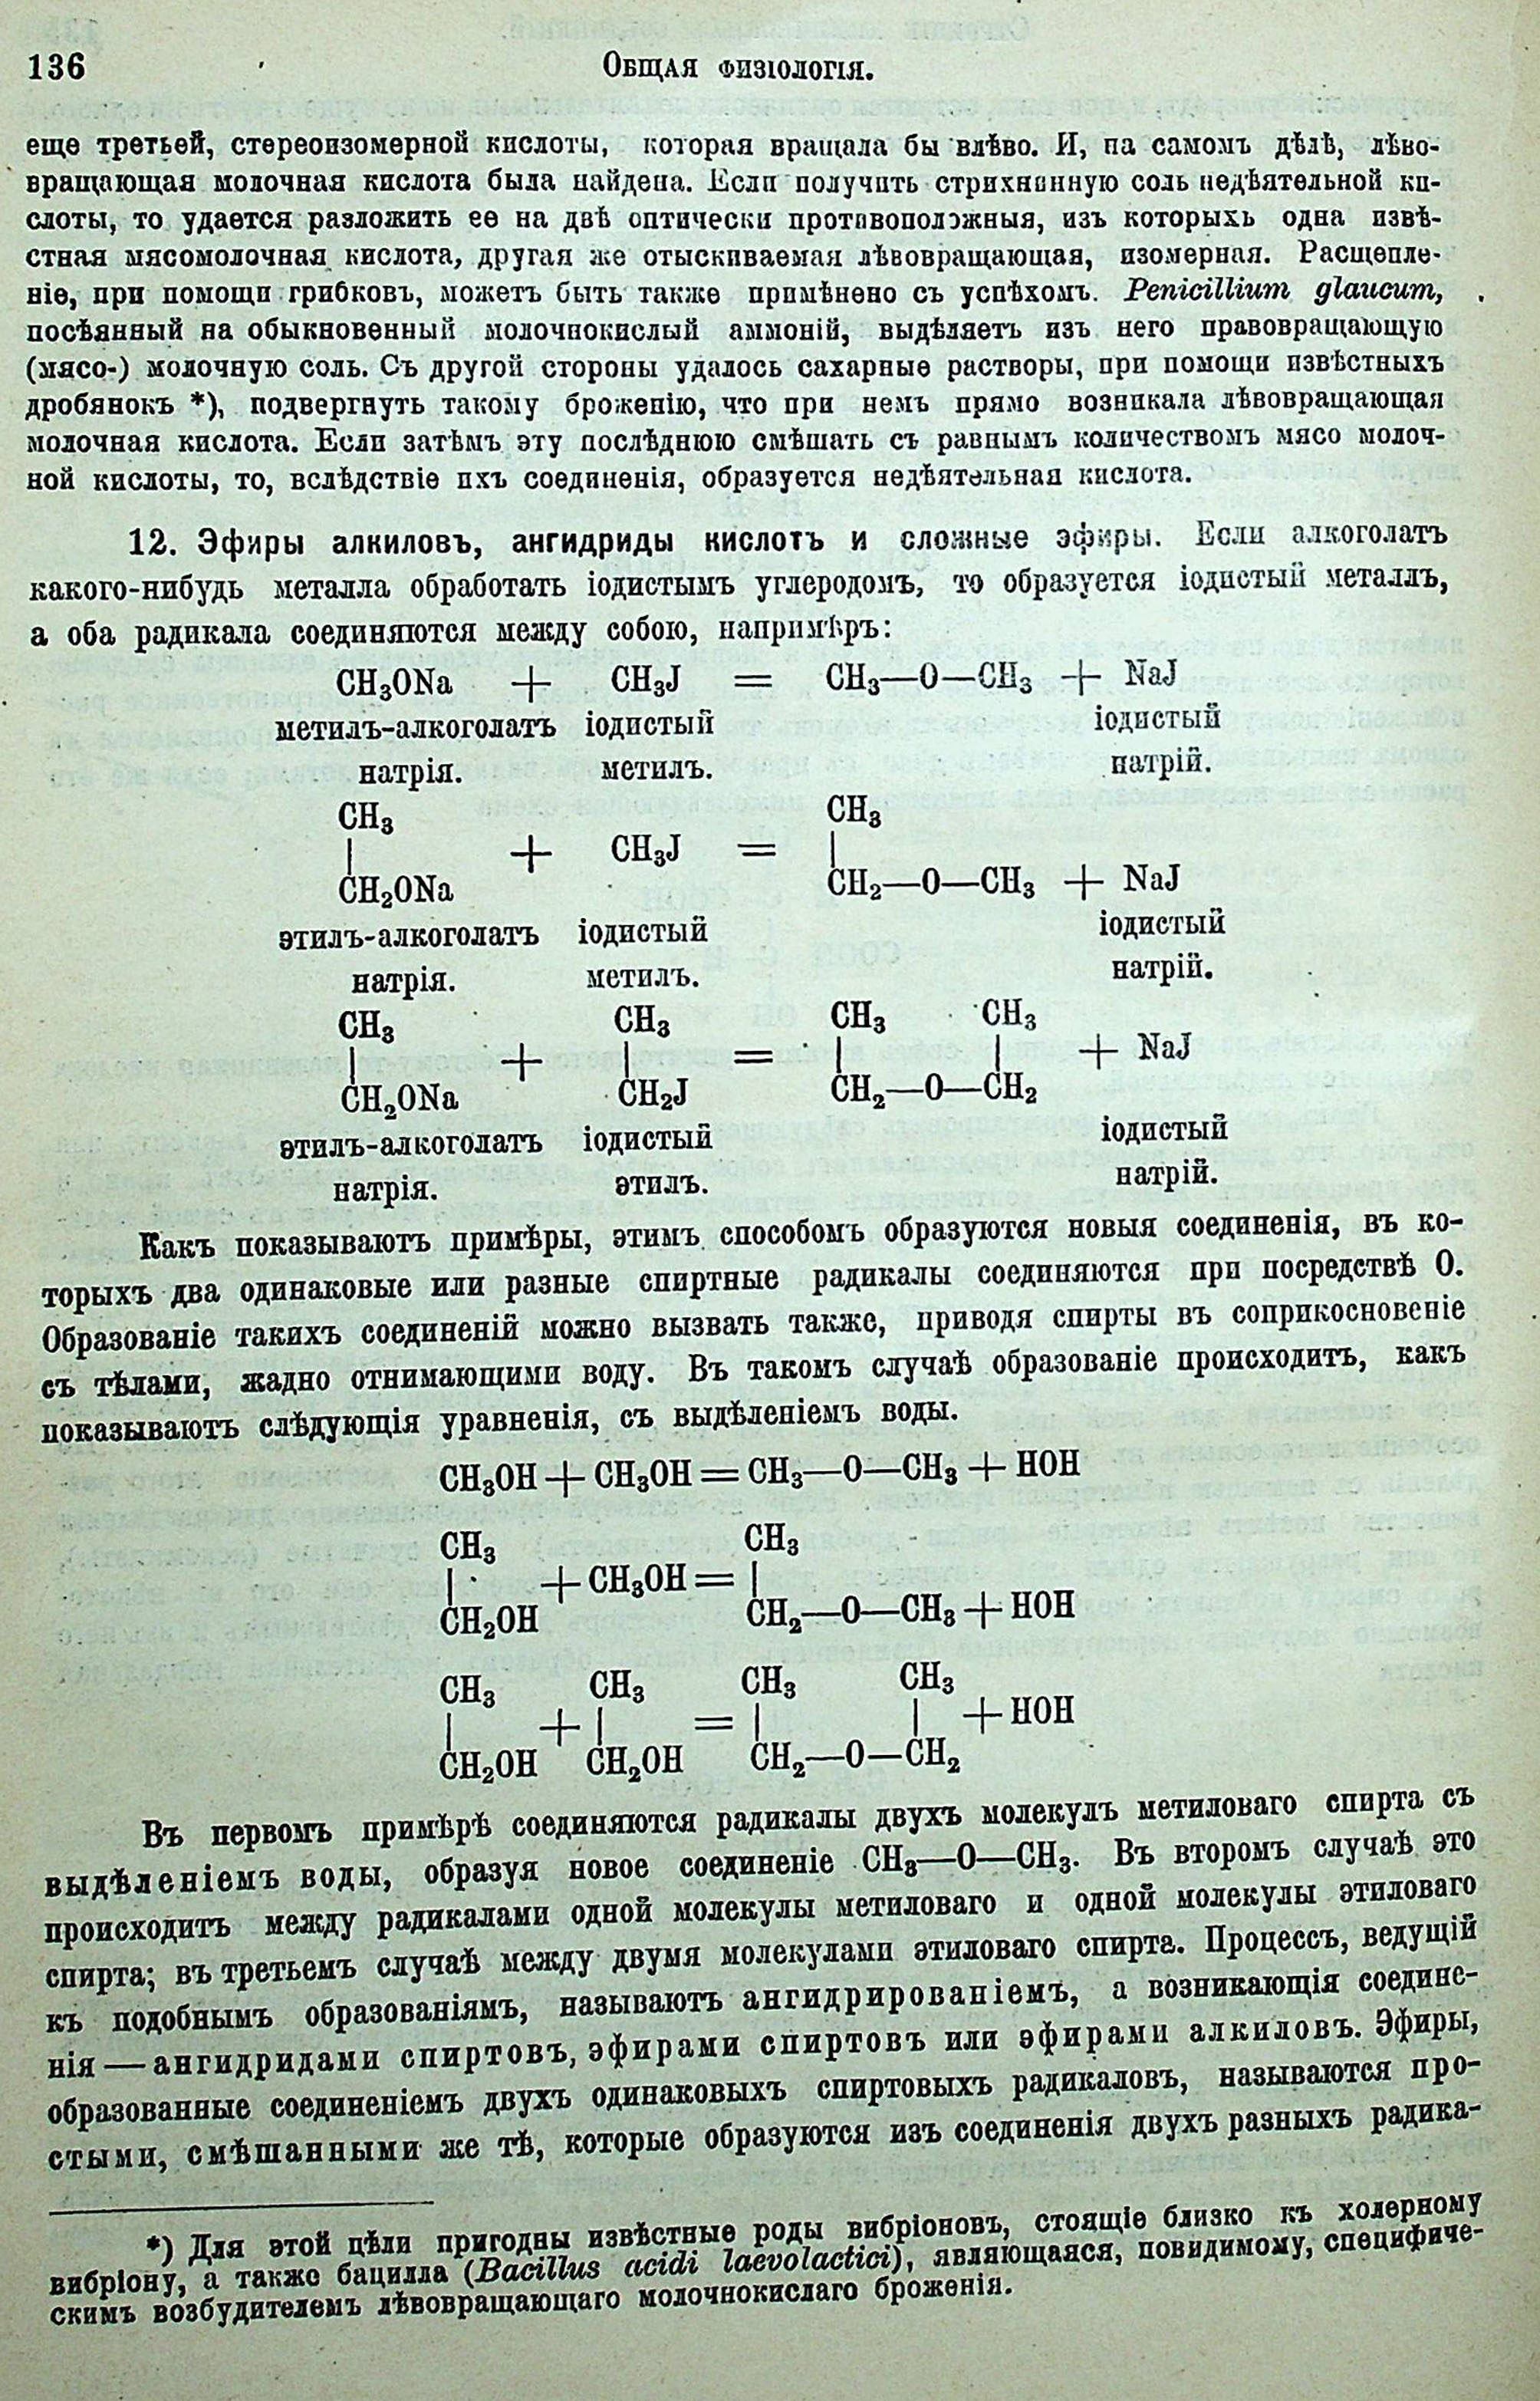 136
Общая физіологія.
еще третьей, стереоизомерной кислоты, которая вращала бы влѣво. И, на самомъ дѣлѣ, лѣво-
вращающая молочная кислота была найдена. Если получить стрихнинную соль недѣятельной ки-
слоты, то удается разложить ее на двѣ оптически противоположныя, изъ которыхъ одна извѣ-
стная мясомолочная кислота, другая же отыскиваемая лѣвовращающая, изомерная. Расщепле-
ніе, при помощи грибковъ, можетъ быть также примѣнено съ успѣхомъ. Penicillium glaucum,
посѣянный на обыкновенный молочнокислый аммоній, выдѣляетъ изъ него правовращающую
(мясо-) молочную соль. Съ другой стороны удалось сахарные растворы, при помощи извѣстныхъ
дробянокъ *), подвергнуть такому броженію, что при немъ прямо возникала лѣвовращающая
молочная кислота. Если затѣмъ эту послѣднюю смѣшать съ равнымъ количествомъ мясо молоч-
ной кислоты, то, вслѣдствіе ихъ соединенія, образуется недѣятельная кислота.
12. Эфиры алкиловъ, ангидриды кислотъ и сложные эфиры. Если алкоголатъ
какого-нибудь металла обработать іодистымъ углеродомъ, то образуется іодистый металлъ,
а оба радикала соединяются между собою, напримѣръ:
CH₃ONa + CH₃J = CH₃—O—CH₃ + NaJ
метилъ-алкоголатъ іодистый іодистый
натрія. метилъ. натрій.
CH₃ CH₃
| + CH₃J = |
CH₂ONa CH₂—O—CH₃ + NaJ
этилъ-алкоголатъ іодистый іодистый
натрія. метилъ. натрій.
CH₃ CH₃ CH₃ CH₃
| + | = | | + NaJ
CH₂ONa CH₂J CH₂—O—CH₂
этилъ-алкоголатъ іодистый іодистый
натрія. этилъ. натрій.
Какъ показываютъ примѣры, этимъ способомъ образуются новыя соединенія, въ ко-
торыхъ два одинаковые или разные спиртные радикалы соединяются при посредствѣ O.
Образованіе такихъ соединеній можно вызвать также, приводя спирты въ соприкосновеніе
съ тѣлами, жадно отнимающими воду. Въ такомъ случаѣ образованіе происходитъ, какъ
показываютъ слѣдующія уравненія, съ выдѣленіемъ воды.
CH₃OH + CH₃OH = CH₃—O—CH₃ + HOH
CH₃ CH₃
| + CH₃OH = |
CH₂OH CH₂—O—CH₃ + HOH
CH₃ CH₃ CH₃ CH₃
| + | = | | + HOH
CH₂OH CH₂OH CH₂—O—CH₂
Въ первомъ примѣрѣ соединяются радикалы двухъ молекулъ метиловаго спирта съ
выдѣленіемъ воды, образуя новое соединеніе CH₃—O—CH₃. Въ второмъ случаѣ это
происходитъ между радикалами одной молекулы метиловаго и одной молекулы этиловаго
спирта; въ третьемъ случаѣ между двумя молекулами этиловаго спирта. Процессъ, ведущій
къ подобнымъ образованіямъ, называютъ ангидрированіемъ, а возникающія соедине-
нія — ангидридами спиртовъ, эфирами спиртовъ или эфирами алкиловъ. Эфиры,
образованные соединеніемъ двухъ одинаковыхъ спиртовыхъ радикаловъ, называются про-
стыми, смѣшанными же тѣ, которые образуются изъ соединенія двухъ разныхъ радика-
*) Для этой цѣли пригодны извѣстные роды вибріоновъ, стоящіе близко къ холерному
вибріону, а также бацилла (Bacillus acidi laevolactici), являющаяся, повидимому, специфиче-
скимъ возбудителемъ лѣвовращающаго молочнокислаго броженія.